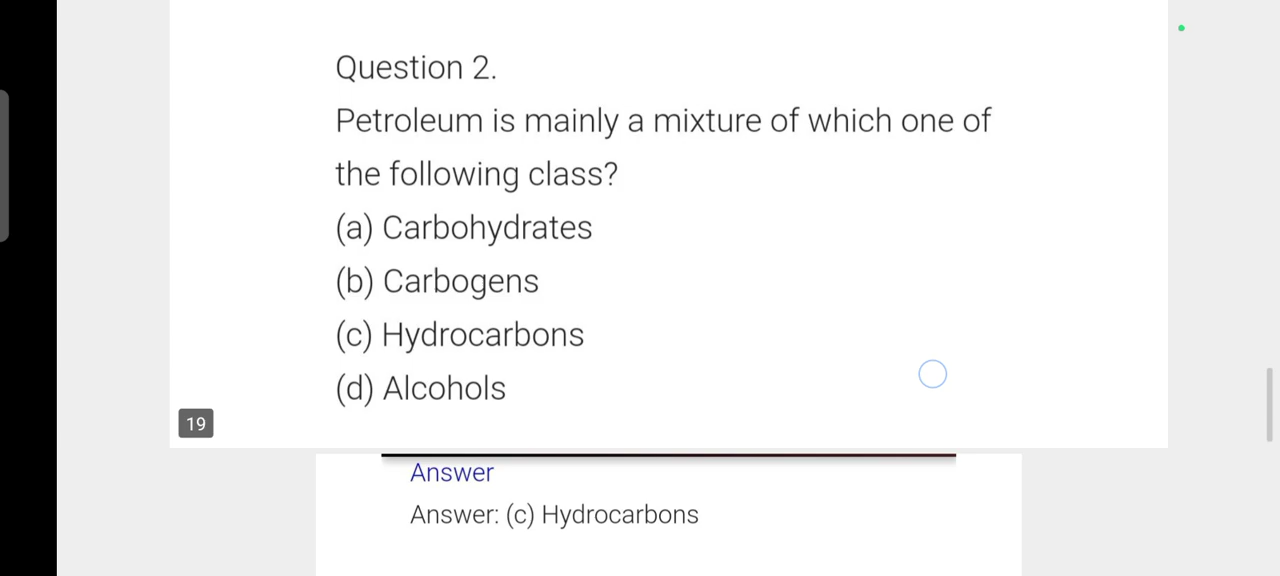 Question 2.
Petroleum is mainly a mixture of which one of
the following class?
(a) Carbohydrates
(b) Carbogens
(c) Hydrocarbons
(d) Alcohols
19
Answer
Answer: (c) Hydrocarbons